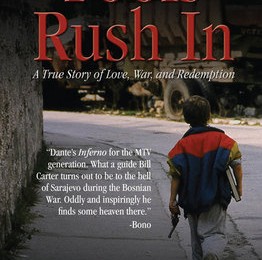 Fools
Rush In
A True Story of Love, War, and Redemption
"Dante's Inferno for the MTV
generation. What a guide Bill
Carter turns out to be to the hell
of Sarajevo during the Bosnian
War. Oddly and inspiringly he
finds some heaven there."
-Bono